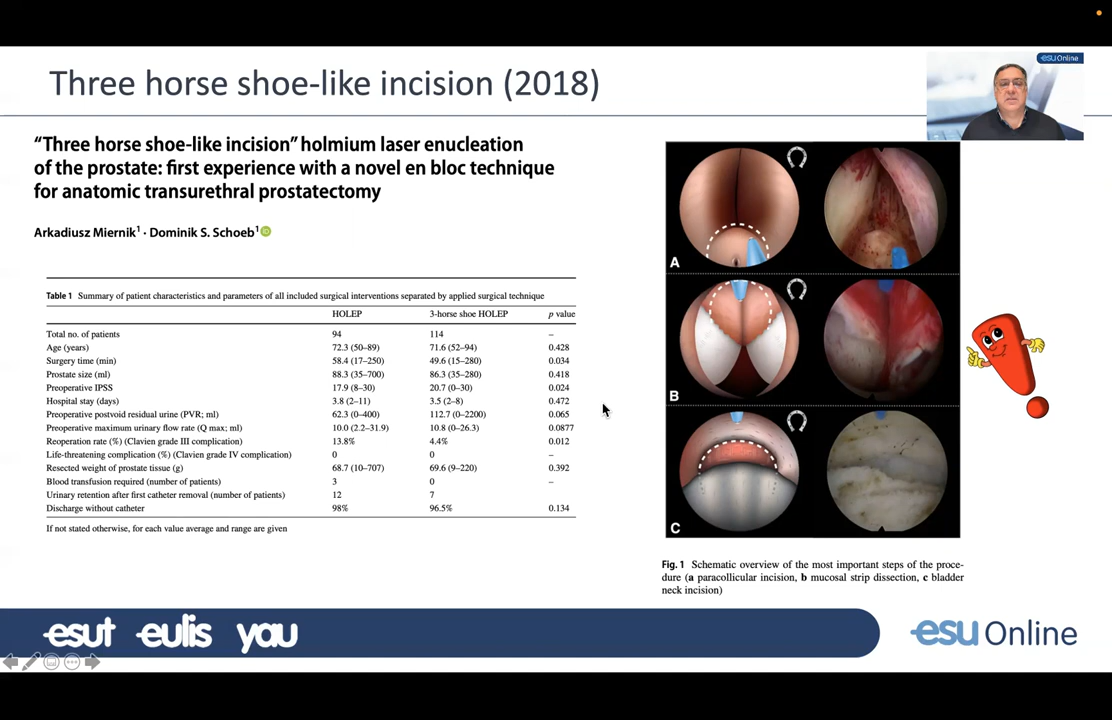 Three horse shoe-like incision (2018)
esu Online
“Three horse shoe-like incision” holmium laser enucleation
of the prostate: first experience with a novel en bloc technique
for anatomic transurethral prostatectomy
Arkadiusz Miernik¹ · Dominik S. Schoeb¹
Table 1 Summary of patient characteristics and parameters of all included surgical interventions separated by applied surgical technique
HOLEP 3-horse shoe HOLEP p value
Total no. of patients 94 114 –
Age (years) 72.3 (50–89) 71.6 (52–94) 0.428
Surgery time (min) 58.4 (17–250) 49.6 (15–280) 0.034
Prostate size (ml) 88.3 (35–700) 86.3 (35–280) 0.418
Preoperative IPSS 17.9 (8–30) 20.7 (0–30) 0.024
Hospital stay (days) 3.8 (2–11) 3.5 (2–8) 0.472
Preoperative postvoid residual urine (PVR; ml) 62.3 (0–400) 112.7 (0–2200) 0.065
Preoperative maximum urinary flow rate (Q max; ml) 10.0 (2.2–31.9) 10.8 (0–26.3) 0.0877
Reoperation rate (%) (Clavien grade III complication) 13.8% 4.4% 0.012
Life-threatening complication (%) (Clavien grade IV complication) 0 0 –
Resected weight of prostate tissue (g) 68.7 (10–707) 69.6 (9–220) 0.392
Blood transfusion required (number of patients) 3 0 –
Urinary retention after first catheter removal (number of patients) 12 7
Discharge without catheter 98% 96.5% 0.134
If not stated otherwise, for each value average and range are given
A
B
C
Fig. 1 Schematic overview of the most important steps of the proce-
dure (a paracollicular incision, b mucosal strip dissection, c bladder
neck incision)
esut eulis yau
esu Online